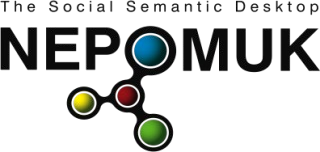 The Social Semantic Desktop
NEPOMUK